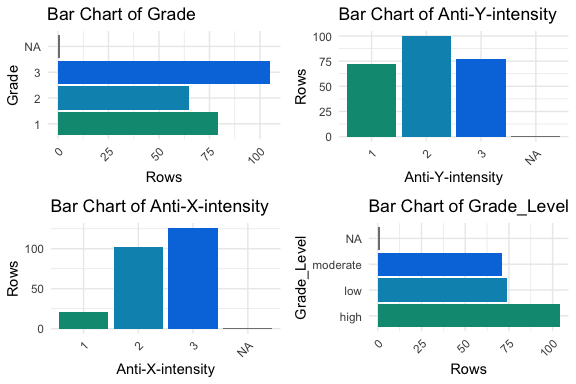 Bar Chart of Grade
Grade
NA
3
2
1
0
25
50
75
100
Rows
Bar Chart of Anti-Y-intensity
Rows
100
75
50
25
0
1
2
3
NA
Anti-Y-intensity
Bar Chart of Anti-X-intensity
Rows
100
50
0
1
2
3
NA
Anti-X-intensity
Bar Chart of Grade_Level
Grade_Level
NA
moderate
low
high
0
25
50
75
100
Rows